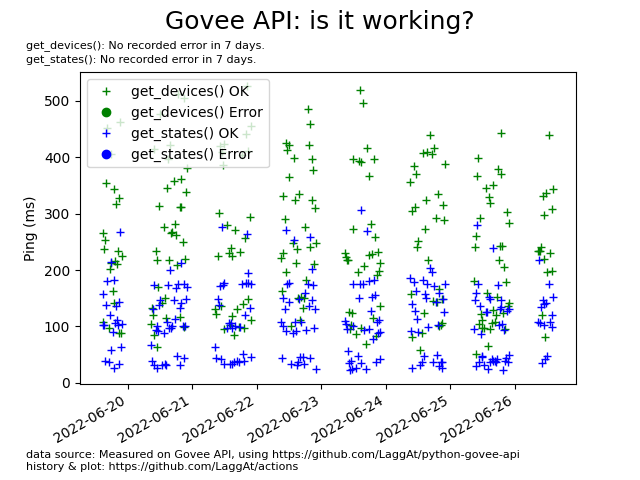 Govee API: is it working?
get_devices(): No recorded error in 7 days.
get_states(): No recorded error in 7 days.
get_devices() OK
get_devices() Error
get_states() OK
get_states() Error
500
400
300
200
100
0
Ping (ms)
2022-06-20
2022-06-21
2022-06-22
2022-06-23
2022-06-24
2022-06-25
2022-06-26
data source: Measured on Govee API, using https://github.com/LaggAt/python-govee-api
history & plot: https://github.com/LaggAt/actions